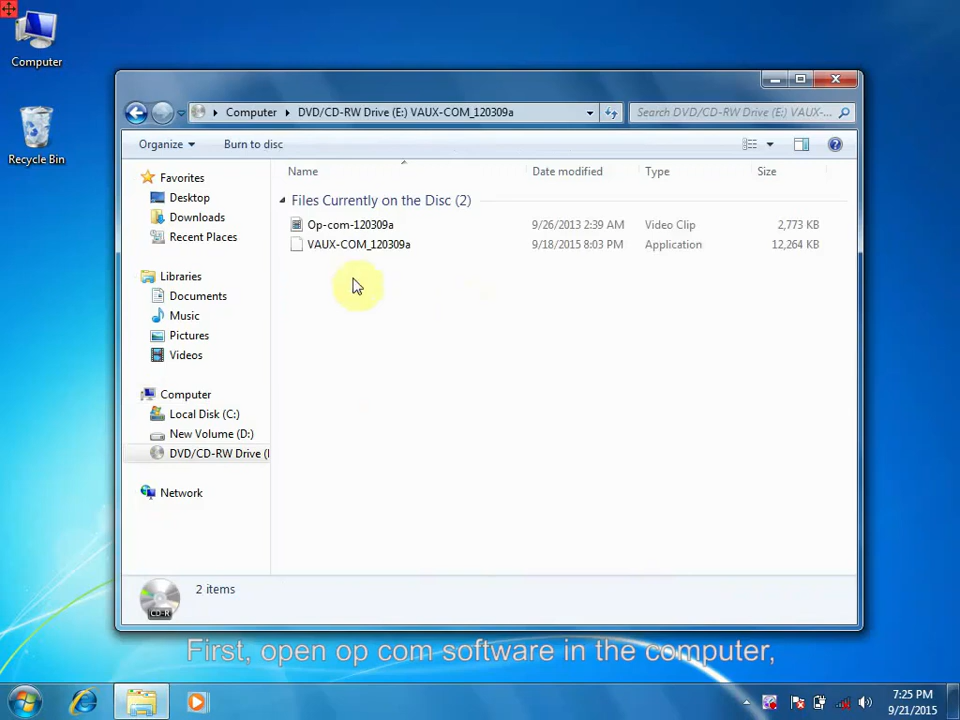 Computer
Recycle Bin
Computer
DVD/CD-RW Drive (E:) VAUX-COM_120309a
Search DVD/CD-RW Drive (E:) VAUX-...
Organize
Burn to disc
Name
Date modified
Type
Size
Files Currently on the Disc (2)
Op-com-120309a
9/26/2013 2:39 AM
Video Clip
2,773 KB
VAUX-COM_120309a
9/18/2015 8:03 PM
Application
12,264 KB
Favorites
Desktop
Downloads
Recent Places
Libraries
Documents
Music
Pictures
Videos
Computer
Local Disk (C:)
New Volume (D:)
DVD/CD-RW Drive (
Network
2 items
CD-R
First, open op com software in the computer,
7:25 PM
9/21/2015